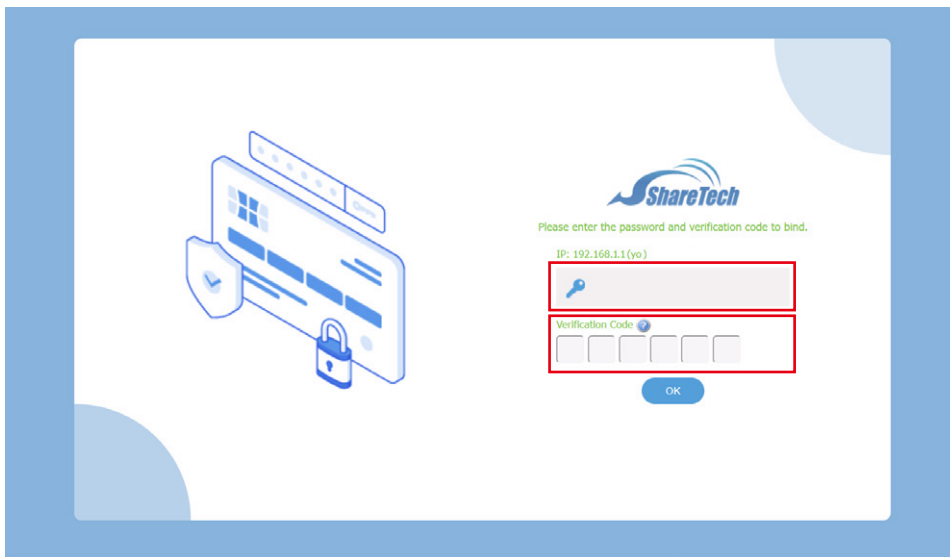 ShareTech
Please enter the password and verification code to bind.
IP: 192.168.1.1(yo)
Verification Code
OK